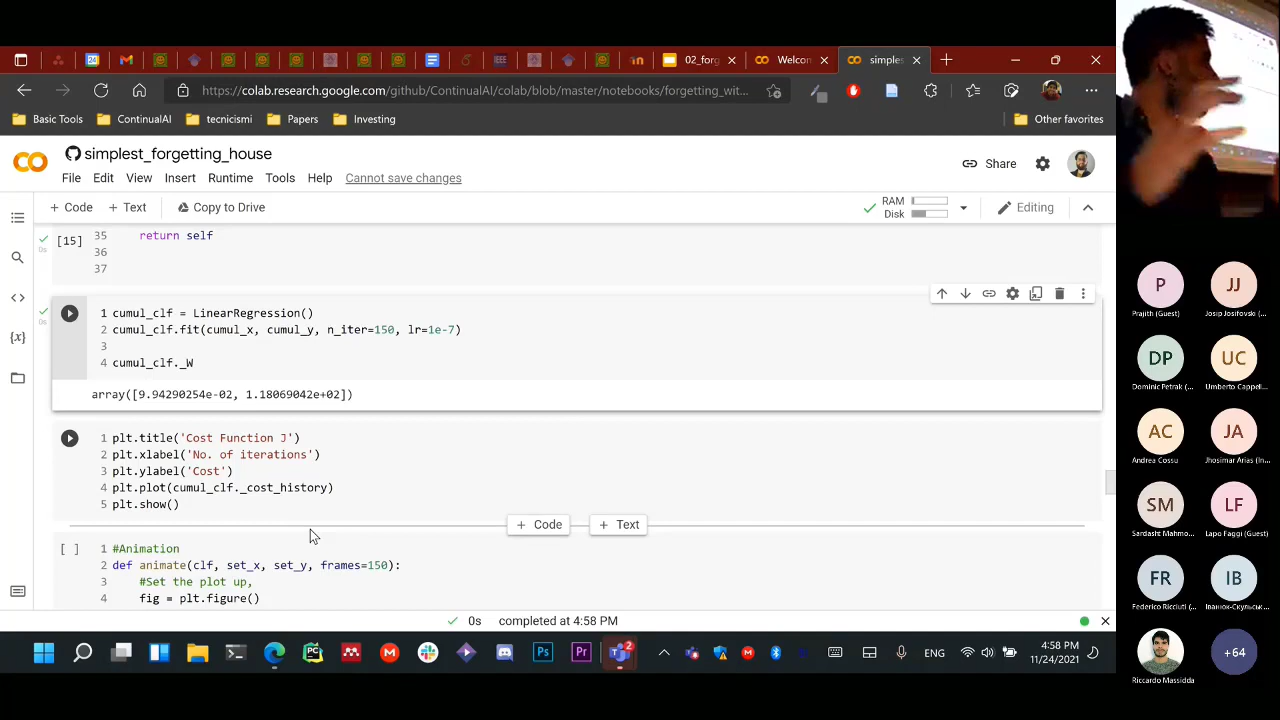 02_forg
Welcon
simples
https://colab.research.google.com/github/ContinualAI/colab/blob/master/notebooks/forgetting_wit...
Basic Tools
ContinualAI
tecnicismi
Papers
Investing
Other favorites
simplest_forgetting_house
Share
File Edit View Insert Runtime Tools Help Cannot save changes
+ Code + Text Copy to Drive
RAM
Disk
Editing
[15]
35 return self
36
37
1 cumul_clf = LinearRegression()
2 cumul_clf.fit(cumul_x, cumul_y, n_iter=150, lr=1e-7)
3
4 cumul_clf._W
array([9.94290254e-02, 1.18069042e+02])
1 plt.title('Cost Function J')
2 plt.xlabel('No. of iterations')
3 plt.ylabel('Cost')
4 plt.plot(cumul_clf._cost_history)
5 plt.show()
+ Code + Text
[ ]
1 #Animation
2 def animate(clf, set_x, set_y, frames=150):
3 #Set the plot up,
4 fig = plt.figure()
0s completed at 4:58 PM
ENG
4:58 PM
11/24/2021
P
Prajith (Guest)
JJ
Josip Josifovski (...
DP
Dominic Petrak (...
UC
Umberto Cappell...
AC
Andrea Cossu
JA
Jhosimar Arias (In...
SM
Sardasht Mahmo...
LF
Lapo Faggi (Guest)
FR
Federico Ricciuti (...
ІВ
Іванюк-Скульськ...
Riccardo Massidda
+64